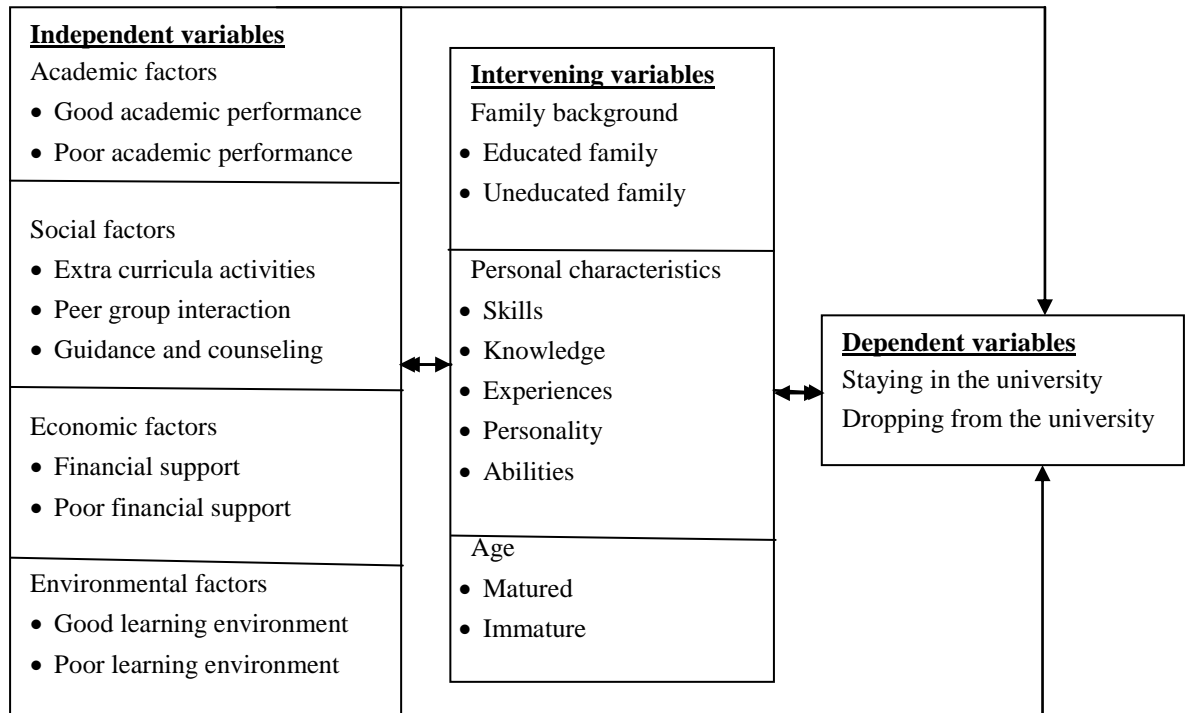 Independent variables
Academic factors
• Good academic performance
• Poor academic performance
Social factors
• Extra curricula activities
• Peer group interaction
• Guidance and counseling
Economic factors
• Financial support
• Poor financial support
Environmental factors
• Good learning environment
• Poor learning environment
Intervening variables
Family background
• Educated family
• Uneducated family
Personal characteristics
• Skills
• Knowledge
• Experiences
• Personality
• Abilities
Age
• Matured
• Immature
Dependent variables
Staying in the university
Dropping from the university